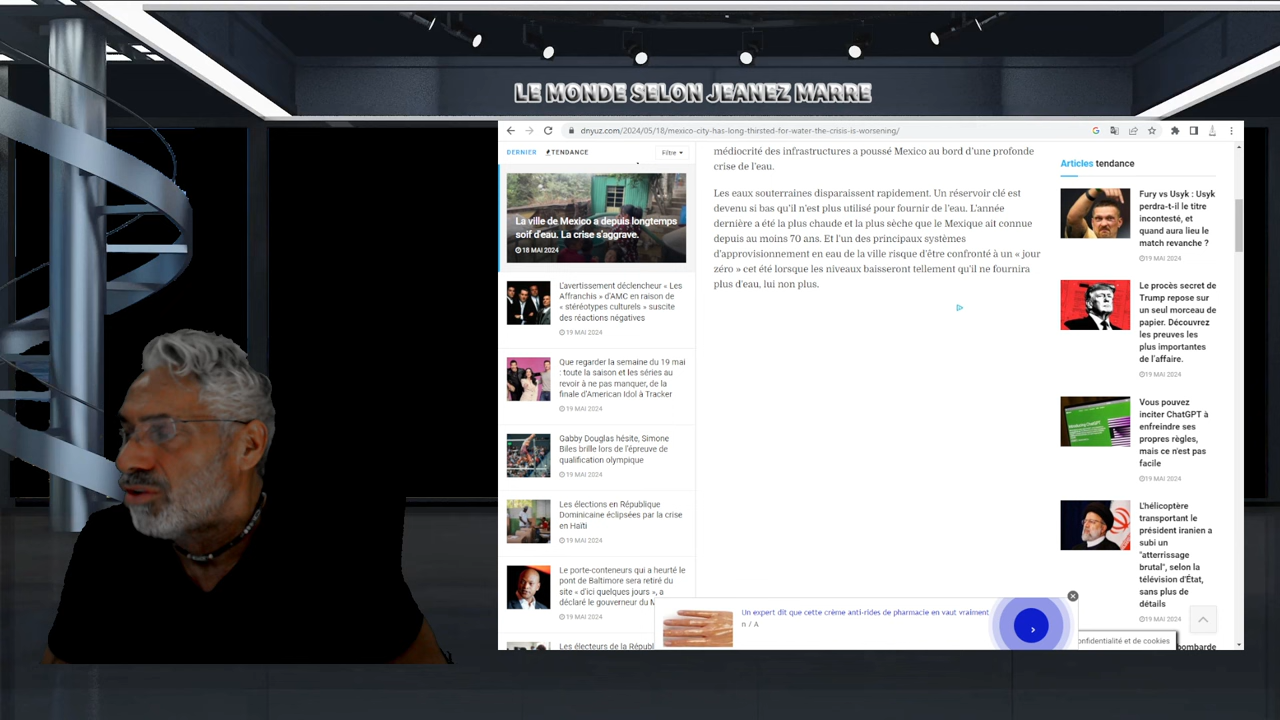 LE MONDE SELON JEANEZ MARRE
dnyuz.com/2024/05/18/mexico-city-has-long-thirsted-for-water-the-crisis-is-worsening/
DERNIER
TENDANCE
Filtre
La ville de Mexico a depuis longtemps
soif d'eau. La crise s'aggrave.
18 MAI 2024
L'avertissement déclencheur « Les
Affranchis » d'AMC en raison de
« stéréotypes culturels » suscite
des réactions négatives
19 MAI 2024
Que regarder la semaine du 19 mai
: toute la saison et les séries au
revoir à ne pas manquer, de la
finale d'American Idol à Tracker
19 MAI 2024
Gabby Douglas hésite, Simone
Biles brille lors de l'épreuve de
qualification olympique
19 MAI 2024
Les élections en République
Dominicaine éclipsées par la crise
en Haïti
19 MAI 2024
Le porte-conteneurs qui a heurté le
pont de Baltimore sera retiré du
site « d'ici quelques jours », a
déclaré le gouverneur du M
19 MAI 2024
Les électeurs de la Républ
médiocrité des infrastructures a poussé Mexico au bord d'une profonde
crise de l'eau.
Les eaux souterraines disparaissent rapidement. Un réservoir clé est
devenu si bas qu'il n'est plus utilisé pour fournir de l'eau. L'année
dernière a été la plus chaude et la plus sèche que le Mexique ait connue
depuis au moins 70 ans. Et l'un des principaux systèmes
d'approvisionnement en eau de la ville risque d'être confronté à un « jour
zéro » cet été lorsque les niveaux baisseront tellement qu'il ne fournira
plus d'eau, lui non plus.
Un expert dit que cette crème anti-rides de pharmacie en vaut vraiment
n / A
onfidentialité et de cookies
Articles tendance
Fury vs Usyk : Usyk
perdra-t-il le titre
incontesté, et
quand aura lieu le
match revanche ?
19 MAI 2024
Le procès secret de
Trump repose sur
un seul morceau de
papier. Découvrez
les preuves les
plus importantes
de l'affaire.
19 MAI 2024
Vous pouvez
inciter ChatGPT à
enfreindre ses
propres règles,
mais ce n'est pas
facile
19 MAI 2024
L'hélicoptère
transportant le
président iranien a
subi un
"atterrissage
brutal", selon la
télévision d'État,
sans plus de
détails
19 MAI 2024
bombarde